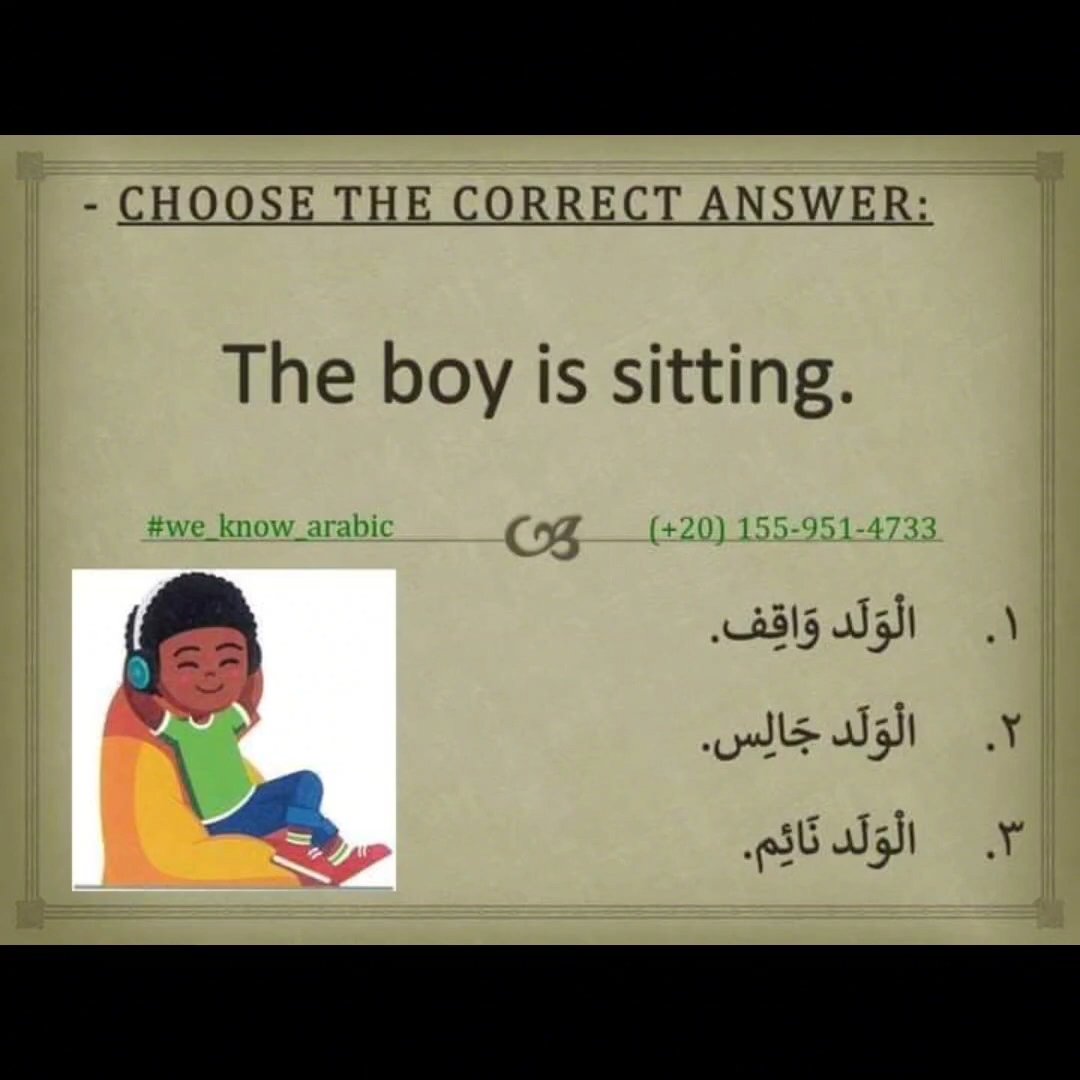 - CHOOSE THE CORRECT ANSWER:
The boy is sitting.
#we_know_arabic (+20) 155-951-4733
١. الْوَلَد وَاقِف.
٢. الْوَلَد جَالِس.
٣. الْوَلَد نَائِم.